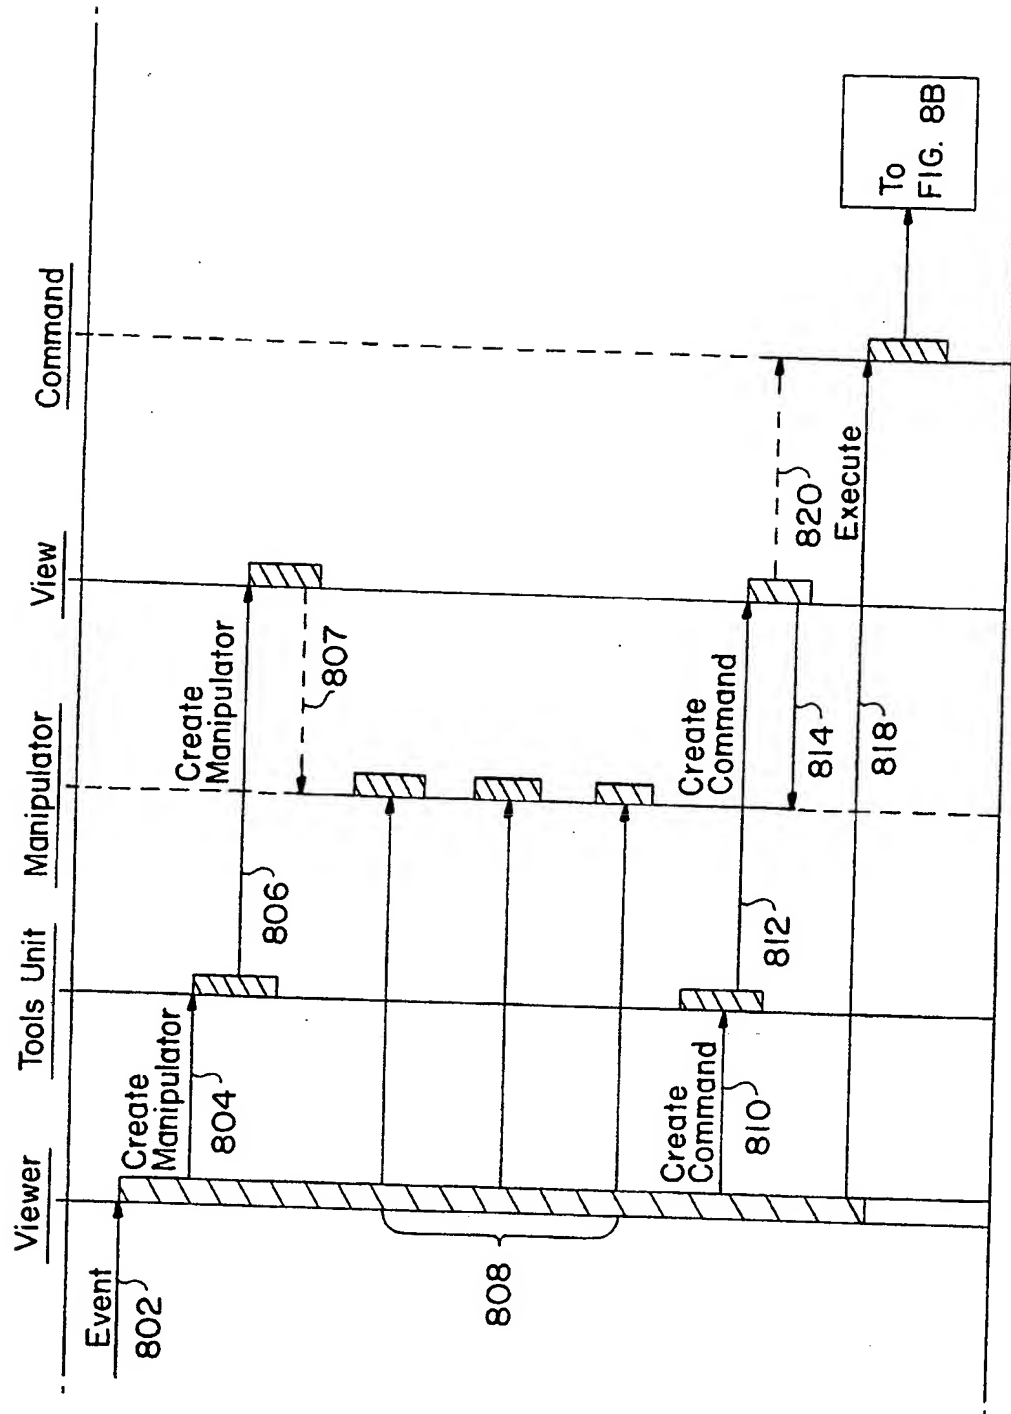 Viewer
Tools Unit
Manipulator
View
Command
Event
802
Create
Manipulator
804
Create
Manipulator
806
807
808
Create
Command
810
Create
Command
812
814
820
Execute
818
To
FIG. 8B